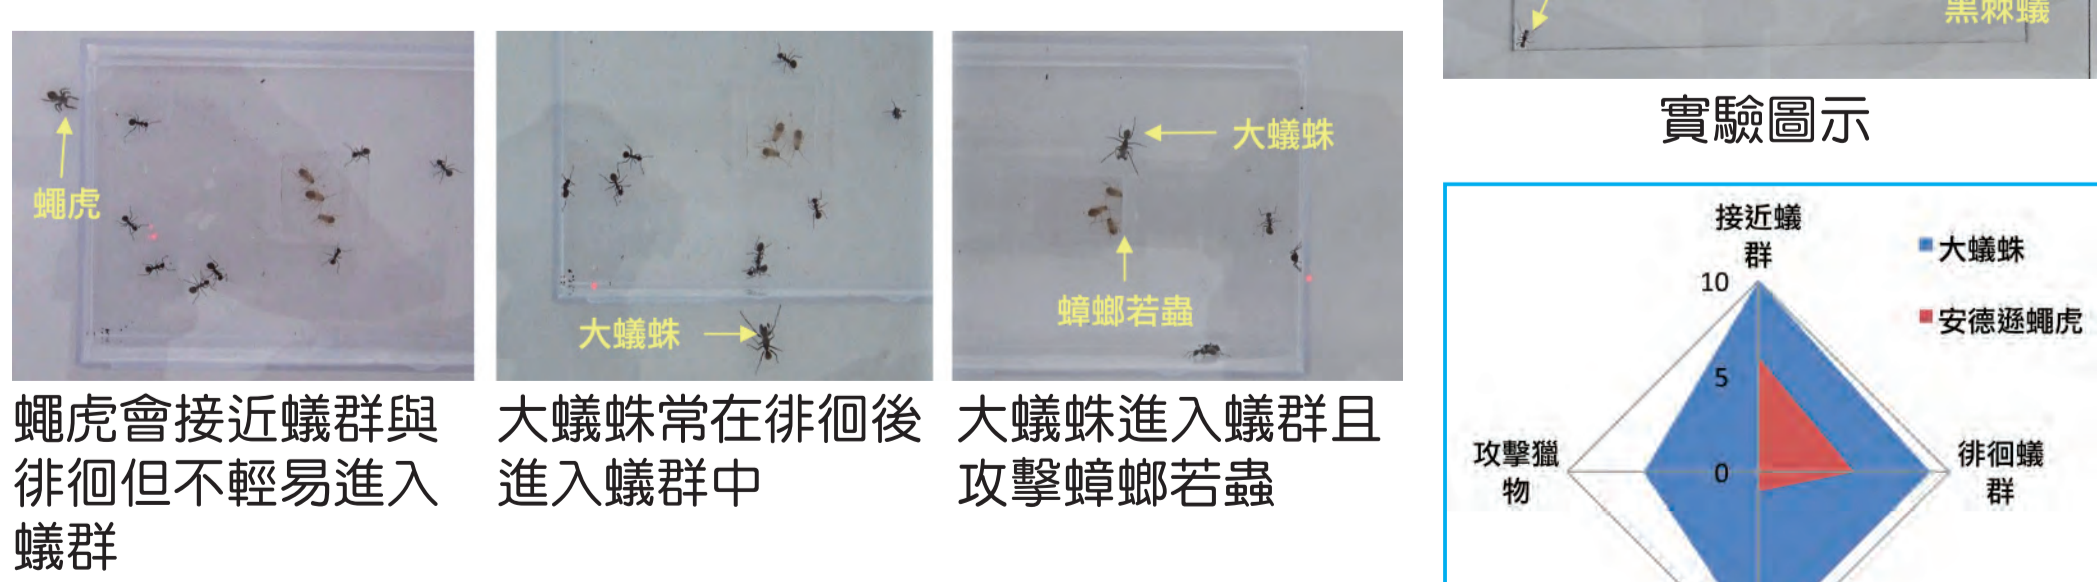 蠅虎
蠅虎會接近蟻群與
徘徊但不輕易進入
蟻群
大蟻蛛
大蟻蛛常在徘徊後
進入蟻群中
大蟻蛛
蟑螂若蟲
大蟻蛛進入蟻群且
攻擊蟑螂若蟲
黑棘蟻
實驗圖示
接近蟻
群
10
5
0
大蟻蛛
安德遜蠅虎
攻擊獵
物
徘徊蟻
群